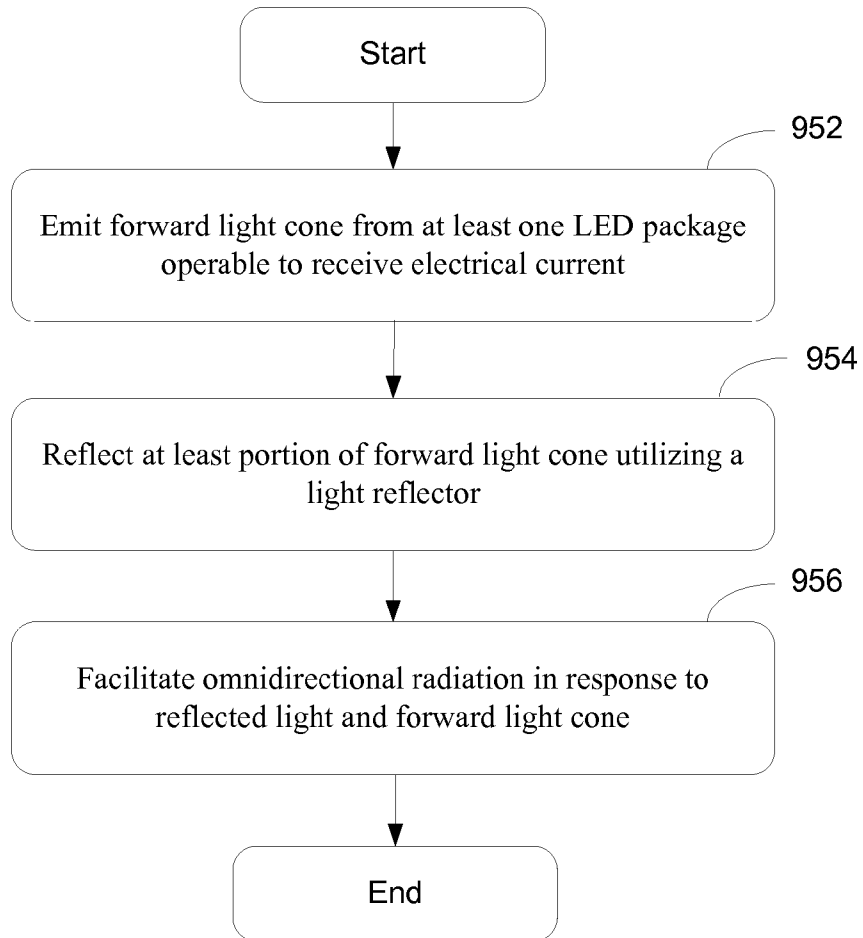 Start
952
Emit forward light cone from at least one LED package
operable to receive electrical current
954
Reflect at least portion of forward light cone utilizing a
light reflector
956
Facilitate omnidirectional radiation in response to
reflected light and forward light cone
End